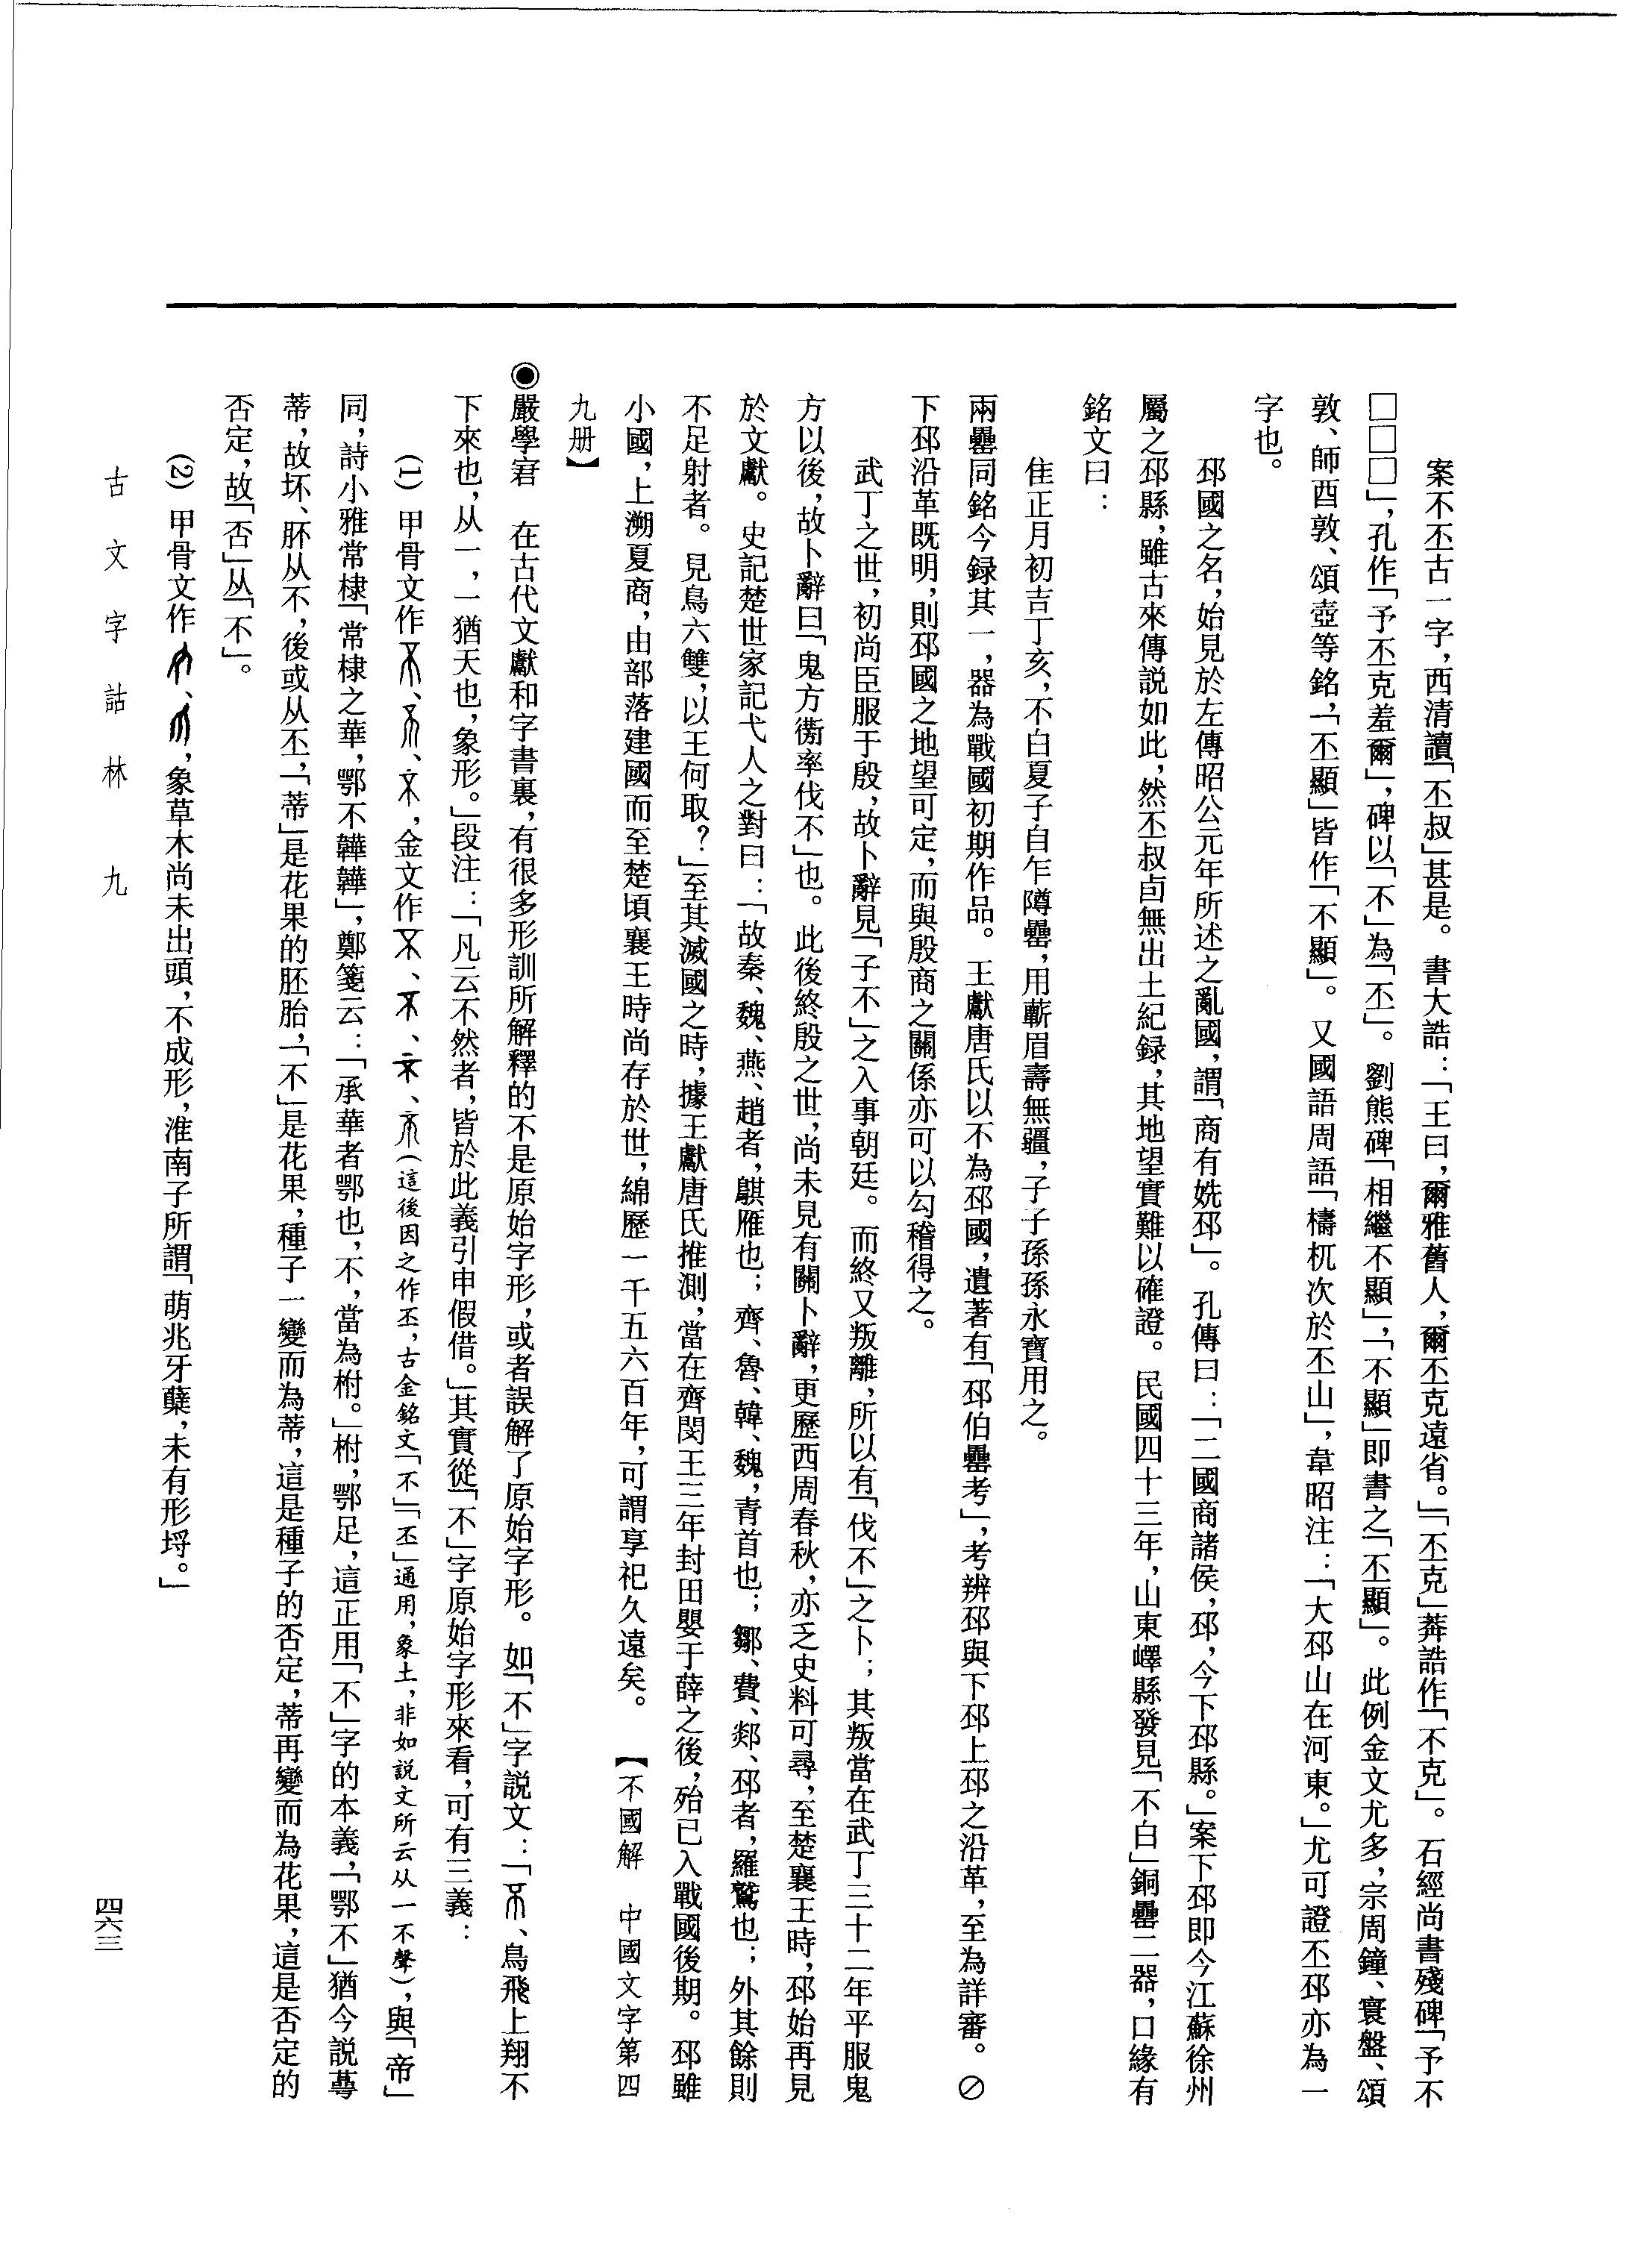 案不丕古一字，西清讀「丕叔」甚是。書大誥：「王曰，爾雅舊人，爾丕克遠省。」「丕克」莽誥作「不克」。石經尚書殘碑「予不
□□□」，孔作「予丕克羞爾」，碑以「不」為「丕」。劉熊碑「相繼不顯」，「不顯」即書之「丕顯」。此例金文尤多，宗周鐘、寰盤、頌
敦、師酉敦、頌壺等銘，「丕顯」皆作「不顯」。又國語周語「檮杌次於丕山」，韋昭注：「大邳山在河東。」尤可證丕邳亦為一
字也。
邳國之名，始見於左傳昭公元年所述之亂國，謂「商有姺邳」。孔傳曰：「二國商諸侯，邳，今下邳縣。」案下邳即今江蘇徐州
屬之邳縣，雖古來傳説如此，然丕叔卣無出土紀録，其地望實難以確證。民國四十三年，山東嶧縣發見「不白」銅罍二器，口緣有
銘文曰：
隹正月初吉丁亥，不白夏子自乍䵼罍，用蘄眉壽無疆，子子孫孫永寶用之。
兩罍同銘今録其一，器為戰國初期作品。王獻唐氏以不為邳國，遺著有「邳伯罍考」，考辨邳與下邳上邳之沿革，至為詳審。⊘
下邳沿革既明，則邳國之地望可定，而與殷商之關係亦可以勾稽得之。
武丁之世，初尚臣服于殷，故卜辭見「子不」之入事朝廷。而終又叛離，所以有「伐不」之卜；其叛當在武丁三十二年平服鬼
方以後，故卜辭曰「鬼方衛率伐不」也。此後終殷之世，尚未見有關卜辭，更歷西周春秋，亦乏史料可尋，至楚襄王時，邳始再見
於文獻。史記楚世家記弋人之對曰：「故秦、魏、燕、趙者，鶀雁也；齊、魯、韓、魏，青首也；鄒、費、郯、邳者，羅鸗也；外其餘則
不足射者。見鳥六雙，以王何取？」至其滅國之時，據王獻唐氏推測，當在齊閔王三年封田嬰于薛之後，殆已入戰國後期。邳雖
小國，上溯夏商，由部落建國而至楚頃襄王時尚存於世，綿歷一千五六百年，可謂享祀久遠矣。　【不國解　中國文字第四
九册】
◉嚴學宭　在古代文獻和字書裏，有很多形訓所解釋的不是原始字形，或者誤解了原始字形。如「不」字説文：「、鳥飛上翔不
下來也，从一，一猶天也，象形。」段注：「凡云不然者，皆於此義引申假借。」其實從「不」字原始字形來看，可有三義：
(1)甲骨文作、、，金文作、、、(這後因之作丕，古金銘文「不」「丕」通用，象土，非如説文所云从一不聲)，與「帝」
同，詩小雅常棣「常棣之華，鄂不韡韡」，鄭箋云：「承華者鄂也，不，當為柎。」柎，鄂足，這正用「不」字的本義，「鄂不」猶今説蕚
蒂，故坏、肧从不，後或从丕，「蒂」是花果的胚胎，「不」是花果，種子一變而為蒂，這是種子的否定，蒂再變而為花果，這是否定的
否定，故「否」从「不」。
(2)甲骨文作、，象草木尚未出頭，不成形，淮南子所謂「萌兆牙蘖，未有形埒。」
古文字詁林　九
四六三